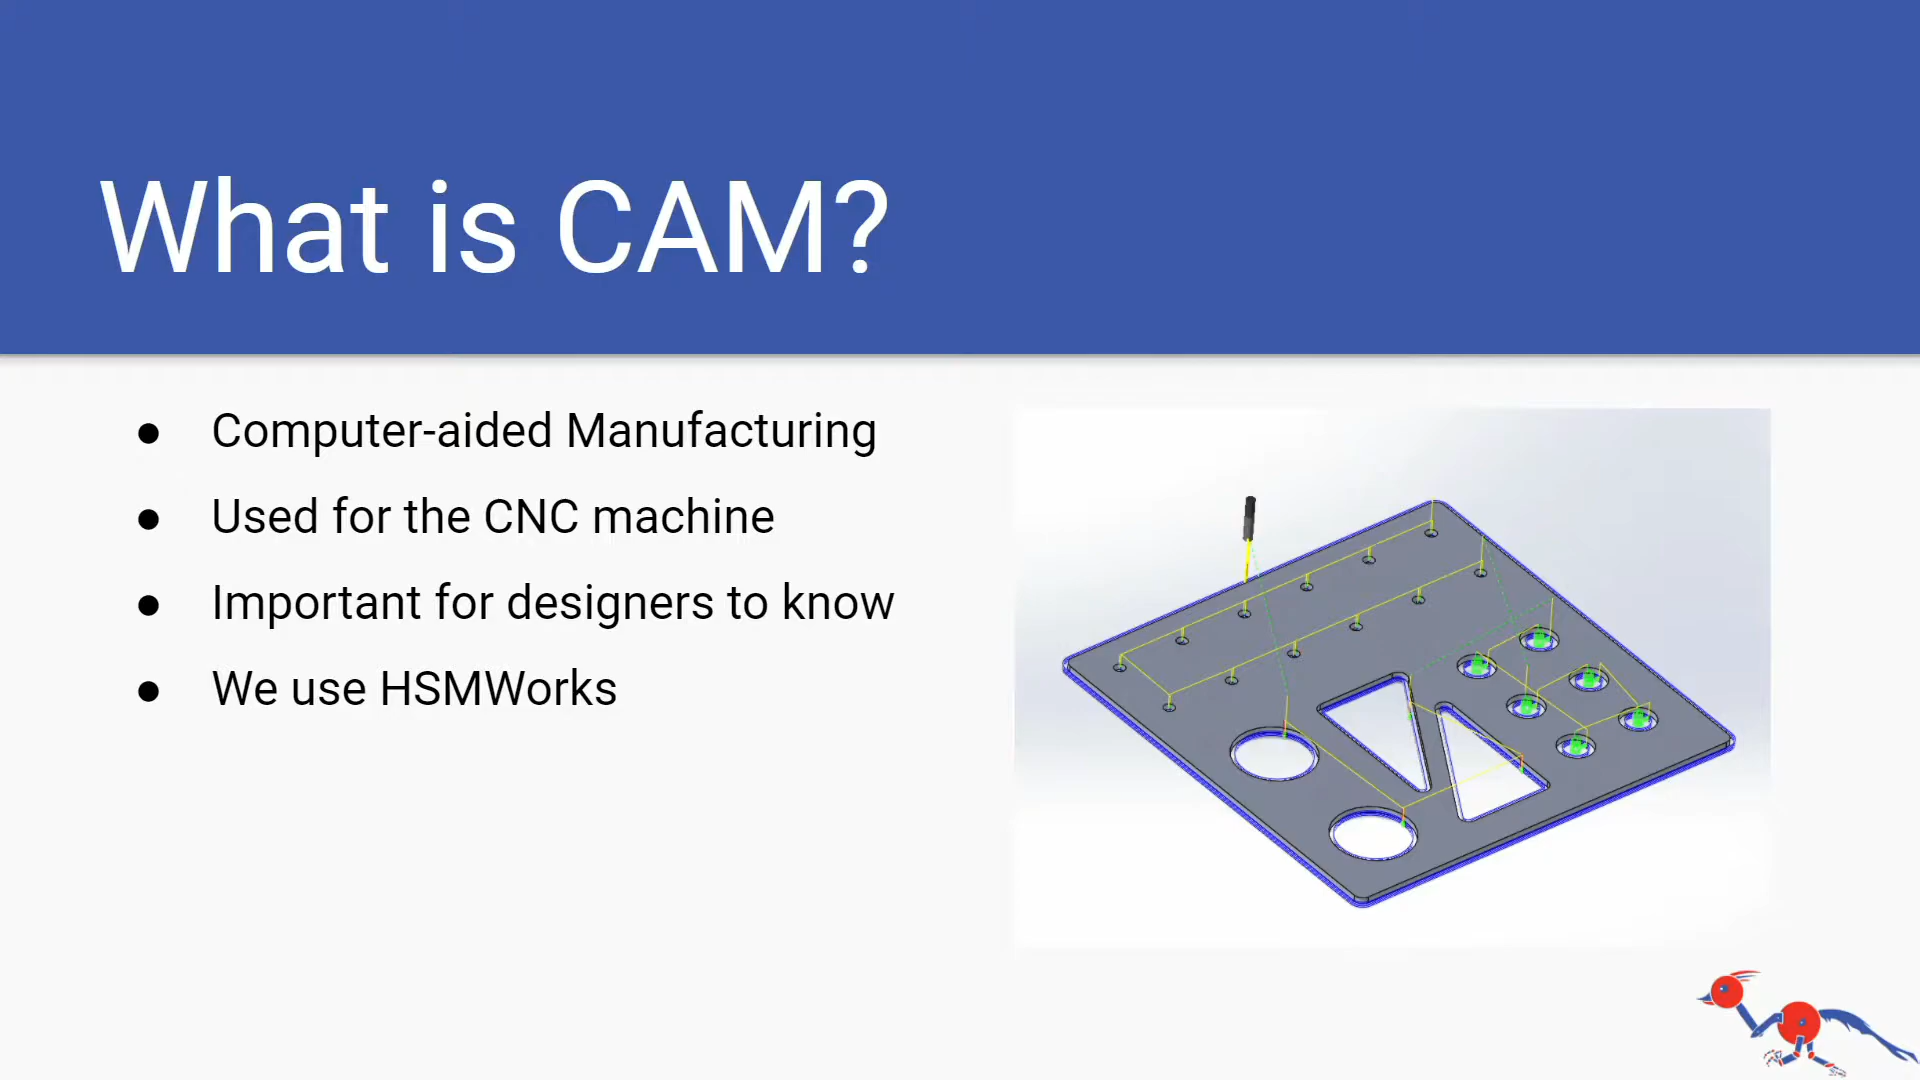 What is CAM?
● Computer-aided Manufacturing
● Used for the CNC machine
● Important for designers to know
● We use HSMWorks